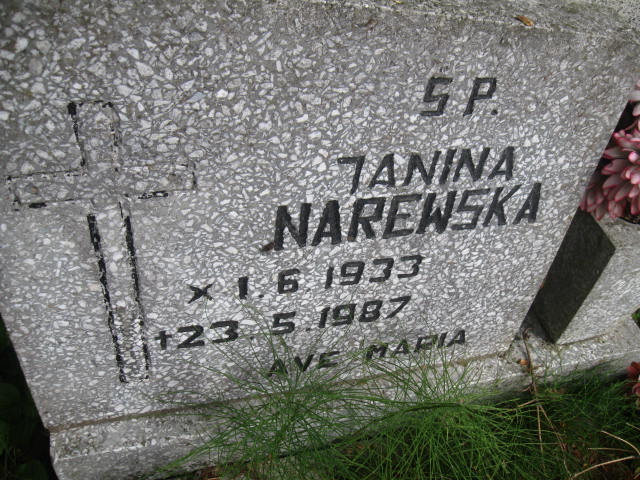 Ś.P.
JANINA
NAREWSKA
x 1.6.1933
+23.5.1987
AVE MARIA